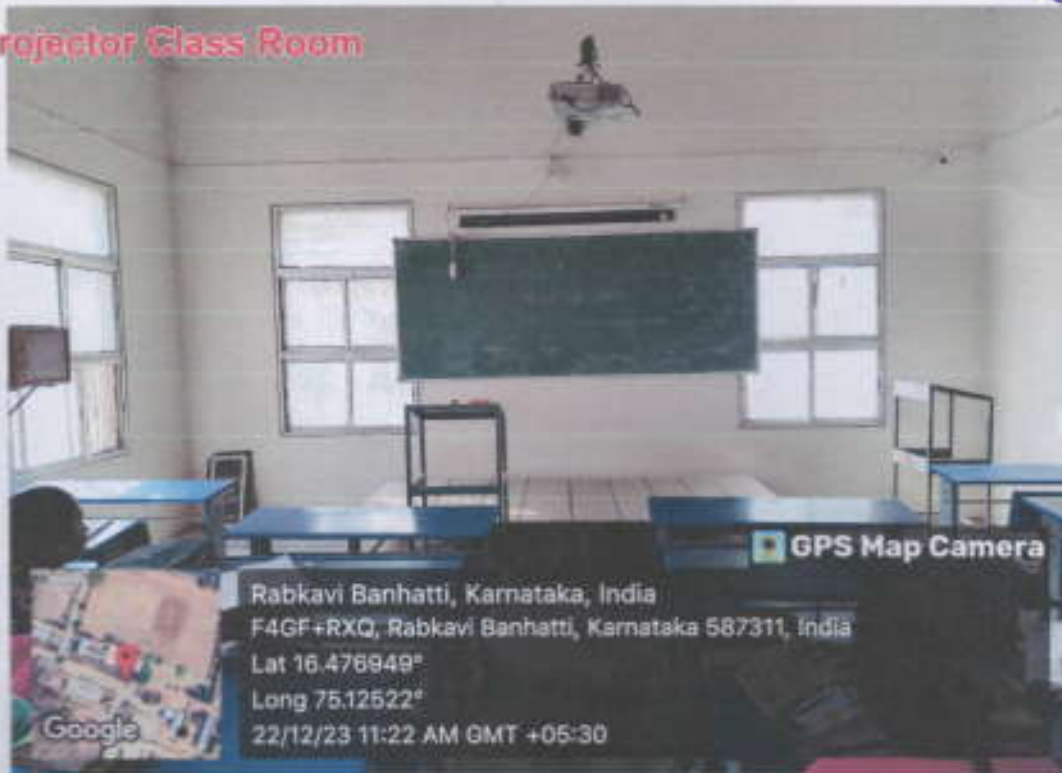 rojector Class Room
GPS Map Camera
Rabkavi Banhatti, Karnataka, India
F4GF+RXQ, Rabkavi Banhatti, Karnataka 587311, India
Lat 16.476949°
Long 75.12522°
22/12/23 11:22 AM GMT +05:30
Google